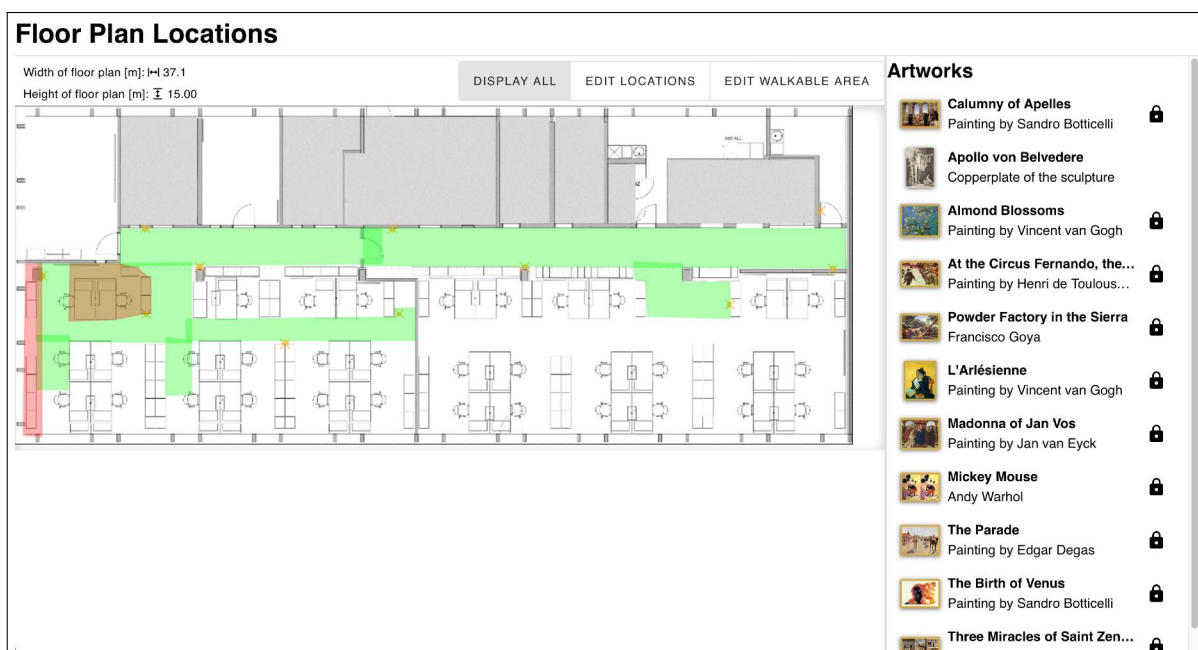 Floor Plan Locations
Width of floor plan [m]: 37.1
Height of floor plan [m]: 15.00
DISPLAY ALL
EDIT LOCATIONS
EDIT WALKABLE AREA
ABFALL
Artworks
Calumny of Apelles
Painting by Sandro Botticelli
Apollo von Belvedere
Copperplate of the sculpture
Almond Blossoms
Painting by Vincent van Gogh
At the Circus Fernando, the...
Painting by Henri de Toulous...
Powder Factory in the Sierra
Francisco Goya
L'Arlésienne
Painting by Vincent van Gogh
Madonna of Jan Vos
Painting by Jan van Eyck
Mickey Mouse
Andy Warhol
The Parade
Painting by Edgar Degas
The Birth of Venus
Painting by Sandro Botticelli
Three Miracles of Saint Zen...